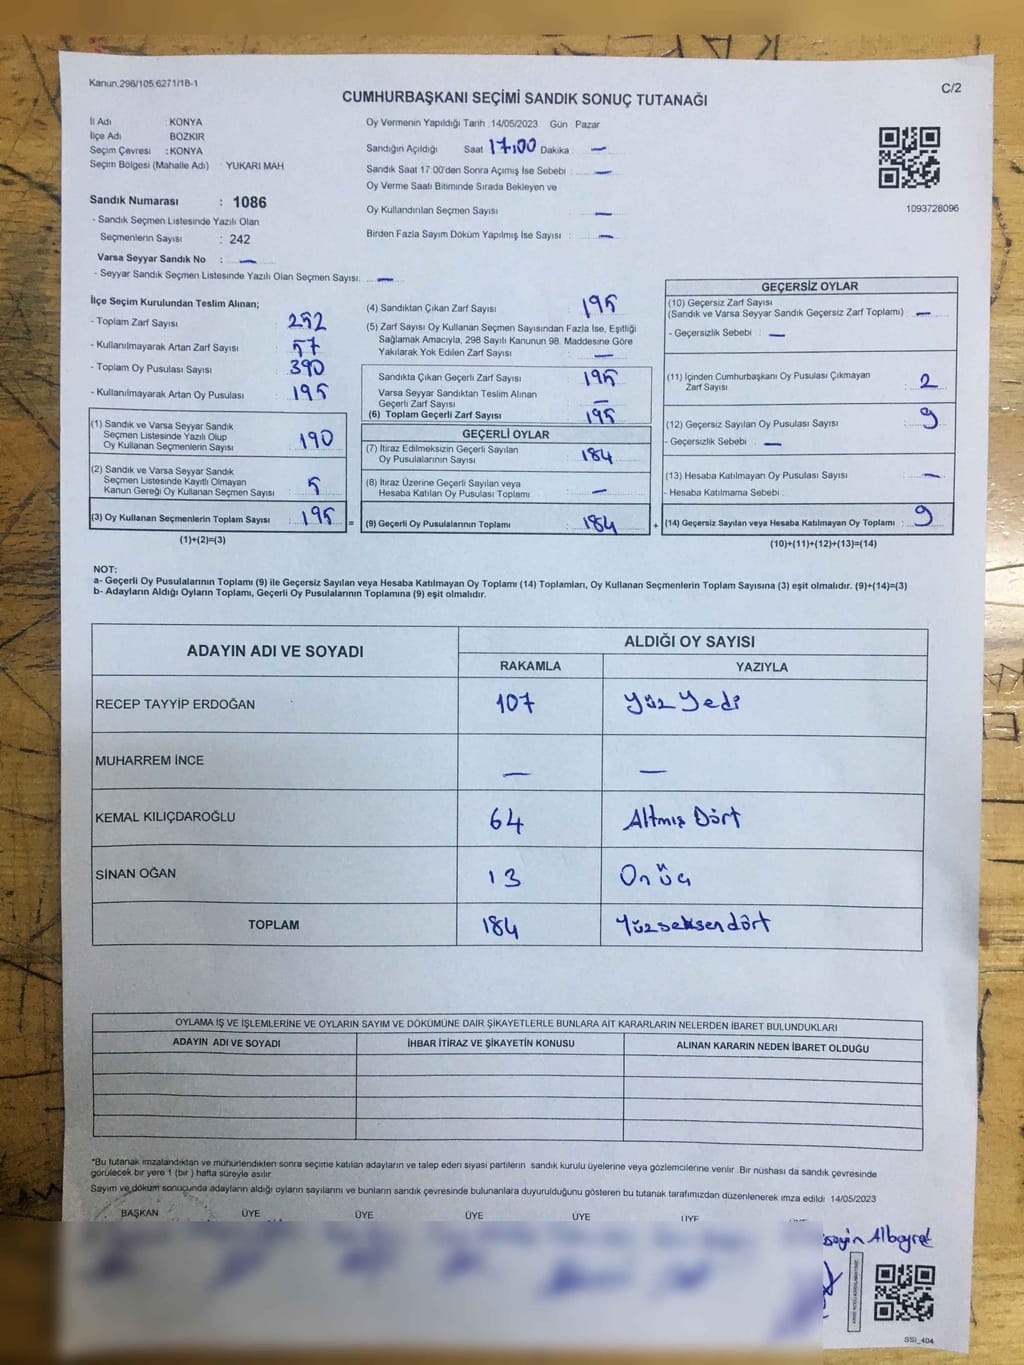 Kanun.298/105.6271/18-1
C/2
CUMHURBAŞKANI SEÇİMİ SANDIK SONUÇ TUTANAĞI
İl Adı : KONYA
İlçe Adı : BOZKIR
Seçim Çevresi : KONYA
Seçim Bölgesi (Mahalle Adı) : YUKARI MAH
Sandık Numarası : 1086
- Sandık Seçmen Listesinde Yazılı Olan
Seçmenlerin Sayısı : 242
Varsa Seyyar Sandık No : —
- Seyyar Sandık Seçmen Listesinde Yazılı Olan Seçmen Sayısı: —
Oy Vermenin Yapıldığı Tarih : 14/05/2023 Gün : Pazar
Sandığın Açıldığı Saat 17:00 Dakika : —
Sandık Saat 17:00'den Sonra Açımış İse Sebebi : —
Oy Verme Saati Bitiminde Sırada Bekleyen ve
Oy Kullandırılan Seçmen Sayısı : —
Birden Fazla Sayım Döküm Yapılmış İse Sayısı : —
1093728096
İlçe Seçim Kurulundan Teslim Alınan;
- Toplam Zarf Sayısı : 252
- Kullanılmayarak Artan Zarf Sayısı : 57
- Toplam Oy Pusulası Sayısı : 390
- Kullanılmayarak Artan Oy Pusulası : 195
(1) Sandık ve Varsa Seyyar Sandık
Seçmen Listesinde Yazılı Olup
Oy Kullanan Seçmenlerin Sayısı : 190
(2) Sandık ve Varsa Seyyar Sandık
Seçmen Listesinde Kayıtlı Olmayan
Kanun Gereği Oy Kullanan Seçmen Sayısı : 5
(3) Oy Kullanan Seçmenlerin Toplam Sayısı : 195 =
(1)+(2)=(3)
(4) Sandıktan Çıkan Zarf Sayısı : 195
(5) Zarf Sayısı Oy Kullanan Seçmen Sayısından Fazla İse, Eşitliği
Sağlamak Amacıyla, 298 Sayılı Kanunun 98. Maddesine Göre
Yakılarak Yok Edilen Zarf Sayısı : —
Sandıkta Çıkan Geçerli Zarf Sayısı : 195
Varsa Seyyar Sandıktan Teslim Alınan
Geçerli Zarf Sayısı : —
(6) Toplam Geçerli Zarf Sayısı : 195
GEÇERLİ OYLAR
(7) İtiraz Edilmeksizin Geçerli Sayılan
Oy Pusulalarının Sayısı : 184
(8) İtiraz Üzerine Geçerli Sayılan veya
Hesaba Katılan Oy Pusulası Toplamı : —
(9) Geçerli Oy Pusulalarının Toplamı : 184 +
GEÇERSİZ OYLAR
(10) Geçersiz Zarf Sayısı
(Sandık ve Varsa Seyyar Sandık Geçersiz Zarf Toplamı) : —
- Geçersizlik Sebebi : —
(11) İçinden Cumhurbaşkanı Oy Pusulası Çıkmayan
Zarf Sayısı : 2
(12) Geçersiz Sayılan Oy Pusulası Sayısı : 9
- Geçersizlik Sebebi : —
(13) Hesaba Katılmayan Oy Pusulası Sayısı : —
- Hesaba Katılmama Sebebi :
(14) Geçersiz Sayılan veya Hesaba Katılmayan Oy Toplamı : 9
(10)+(11)+(12)+(13)=(14)
NOT:
a- Geçerli Oy Pusulalarının Toplamı (9) ile Geçersiz Sayılan veya Hesaba Katılmayan Oy Toplamı (14) Toplamları, Oy Kullanan Seçmenlerin Toplam Sayısına (3) eşit olmalıdır. (9)+(14)=(3)
b- Adayların Aldığı Oyların Toplamı, Geçerli Oy Pusulalarının Toplamına (9) eşit olmalıdır.
ADAYIN ADI VE SOYADI ALDIĞI OY SAYISI
RAKAMLA YAZIYLA
RECEP TAYYİP ERDOĞAN 107 Yüz Yedi
MUHARREM İNCE — —
KEMAL KILIÇDAROĞLU 64 Altmış Dört
SİNAN OĞAN 13 On üç
TOPLAM 184 Yüzseksendört
OYLAMA İŞ VE İŞLEMLERİNE VE OYLARIN SAYIM VE DÖKÜMÜNE DAİR ŞİKAYETLERLE BUNLARA AİT KARARLARIN NELERDEN İBARET BULUNDUKLARI
ADAYIN ADI VE SOYADI İHBAR İTİRAZ VE ŞİKAYETİN KONUSU ALINAN KARARIN NEDEN İBARET OLDUĞU
*Bu tutanak imzalandıktan ve mühürlendikten sonra seçime katılan adayların ve talep eden siyasi partilerin sandık kurulu üyelerine veya gözlemcilerine verilir. Bir nüshası da sandık çevresinde
görülecek bir yere 1 (bir ) hafta süreyle asılır.
Sayım ve döküm sonucunda adayların aldığı oyların sayılarını ve bunların sandık çevresinde bulunanlara duyurulduğunu gösteren bu tutanak tarafımızdan düzenlenerek imza edildi 14/05/2023
BAŞKAN ÜYE ÜYE ÜYE ÜYE ÜYE
Albayrak
SSI_404